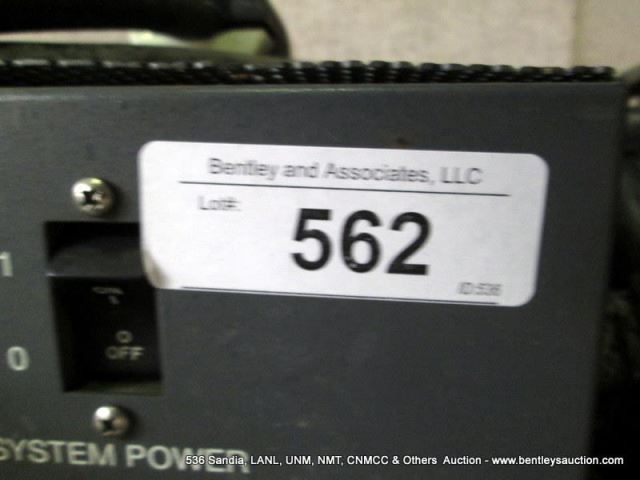 Bentley and Associates, LLC
Lot#:
562
ID:536
1
0
OFF
0
SYSTEM POWER
536 Sandia, LANL, UNM, NMT, CNMCC & Others Auction - www.bentleysauction.com